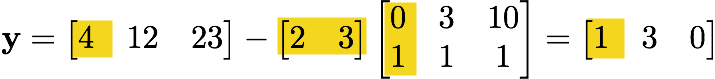 y = [4 12 23] − [2 3] [0 3 10
1 1 1] = [1 3 0]